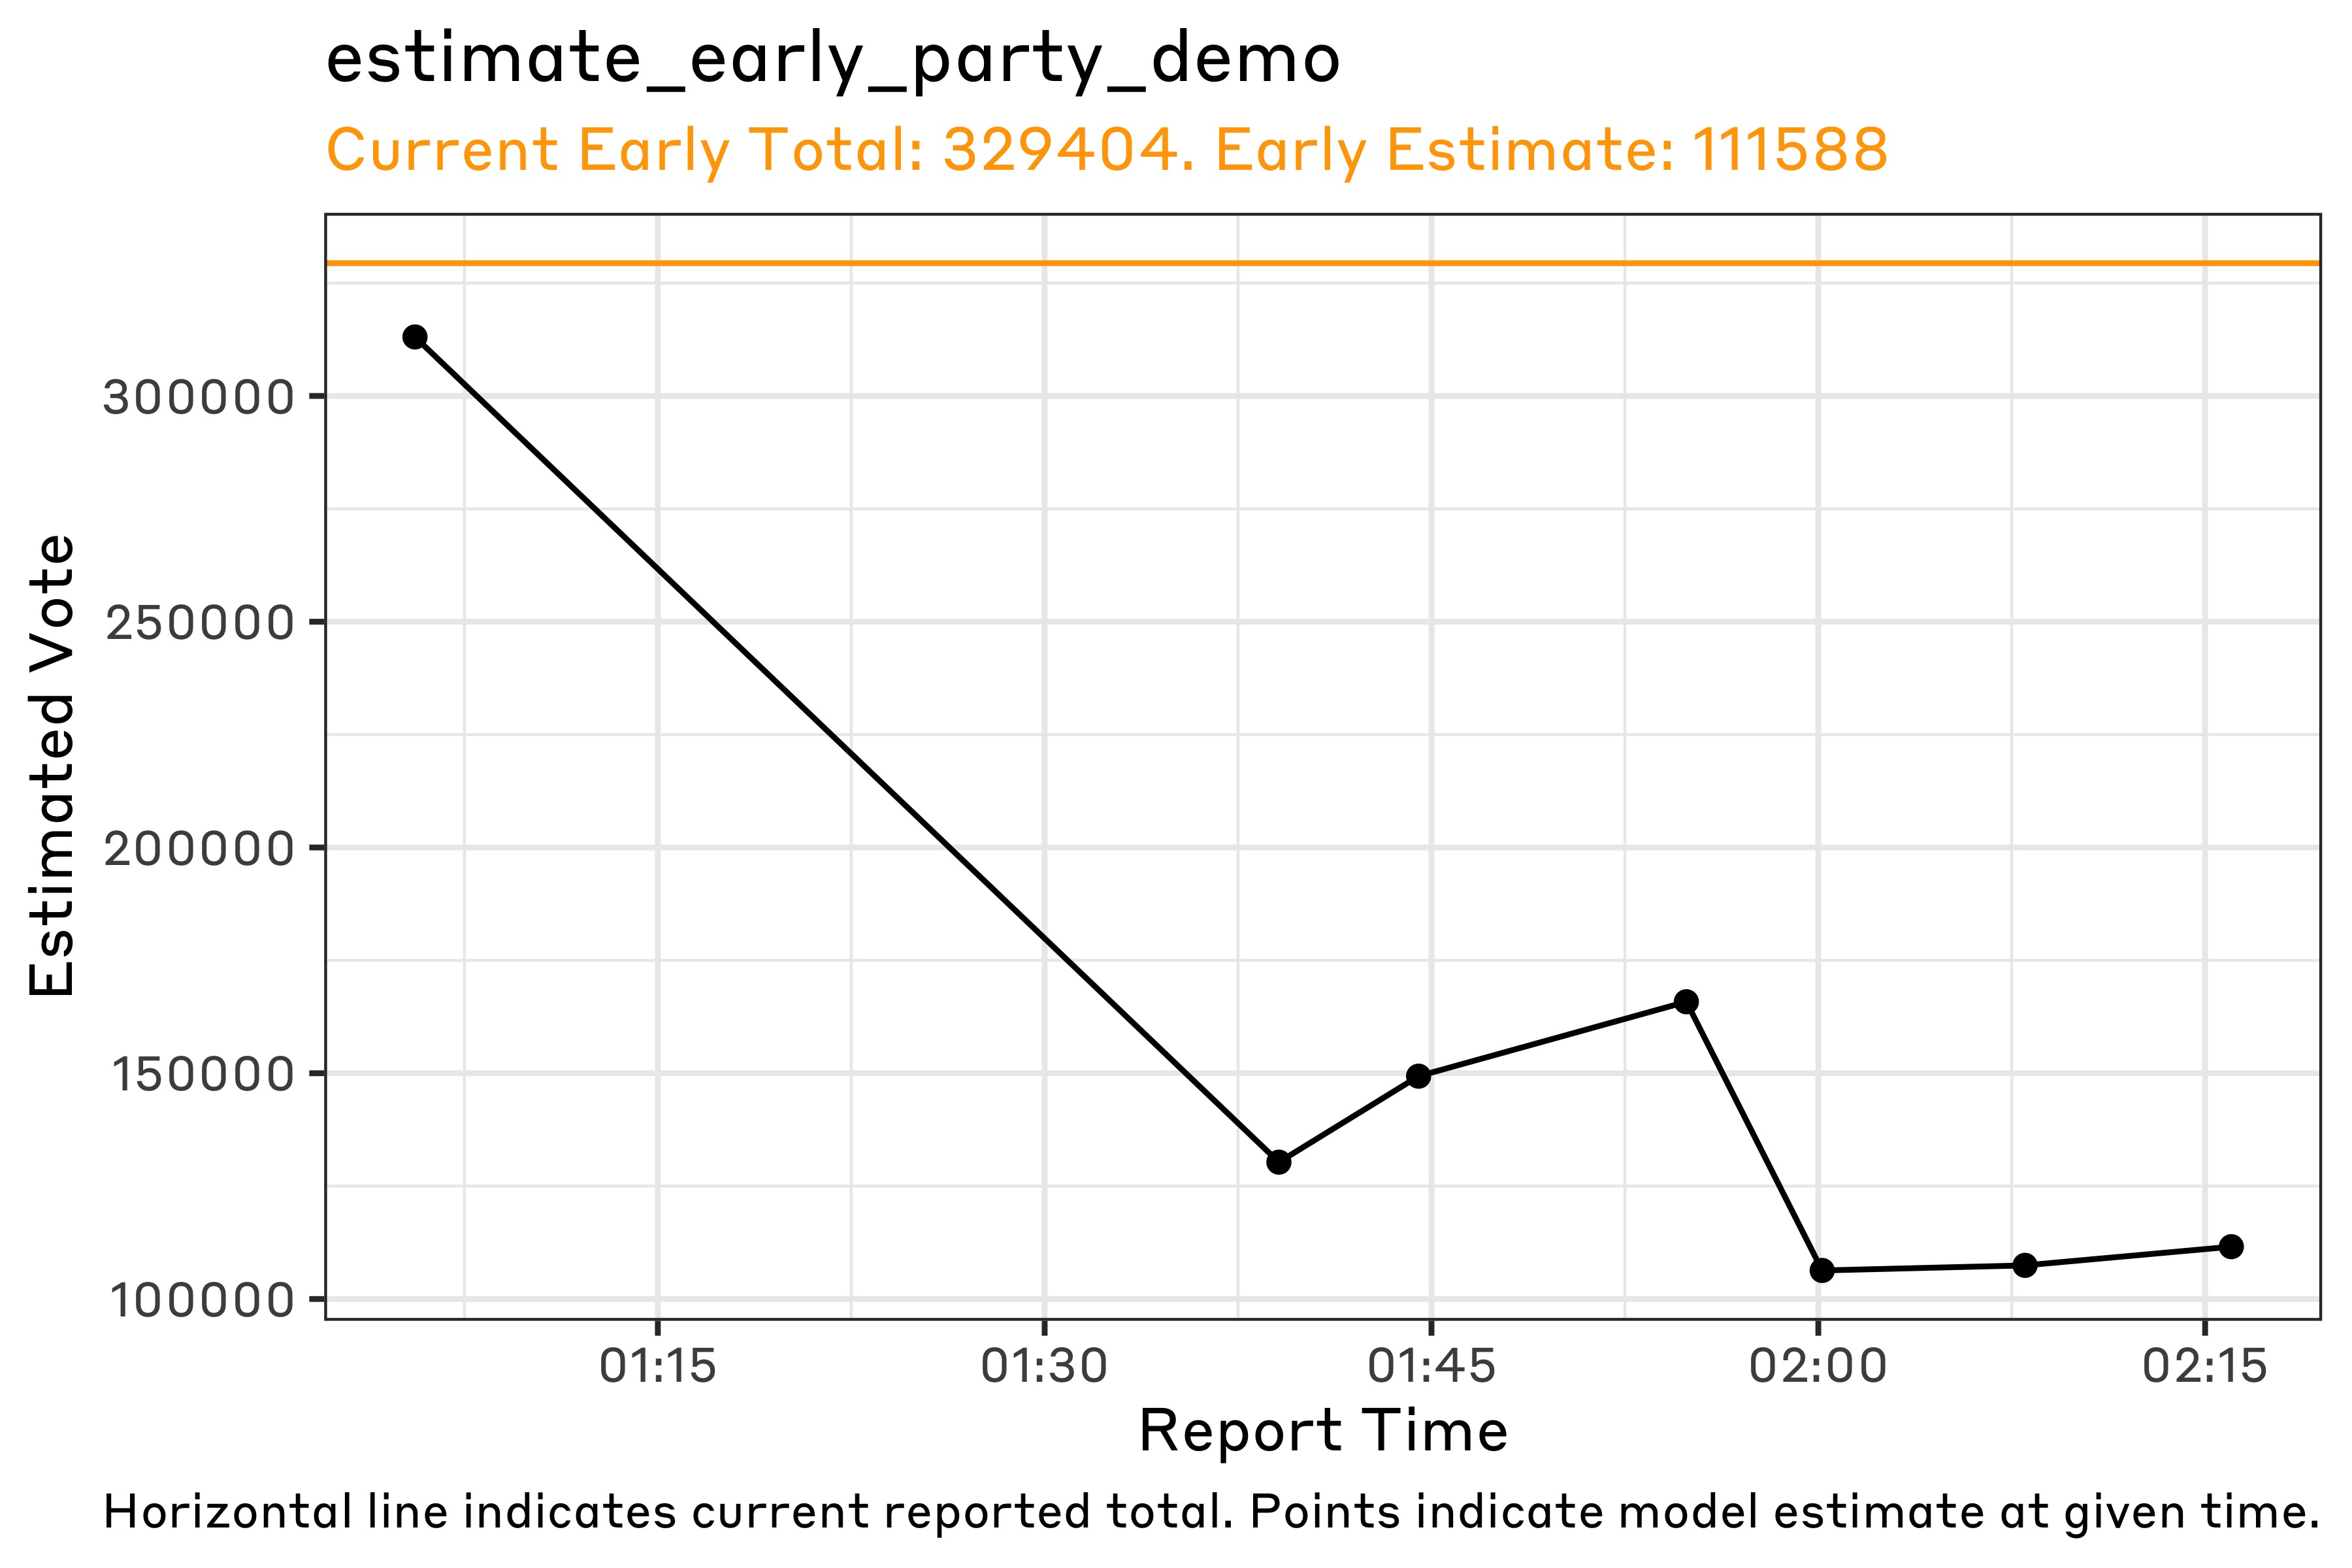 estimate_early_party_demo
Current Early Total: 329404. Early Estimate: 111588
Estimated Vote
300000
250000
200000
150000
100000
01:15 01:30 01:45 02:00 02:15
Report Time
Horizontal line indicates current reported total. Points indicate model estimate at given time.